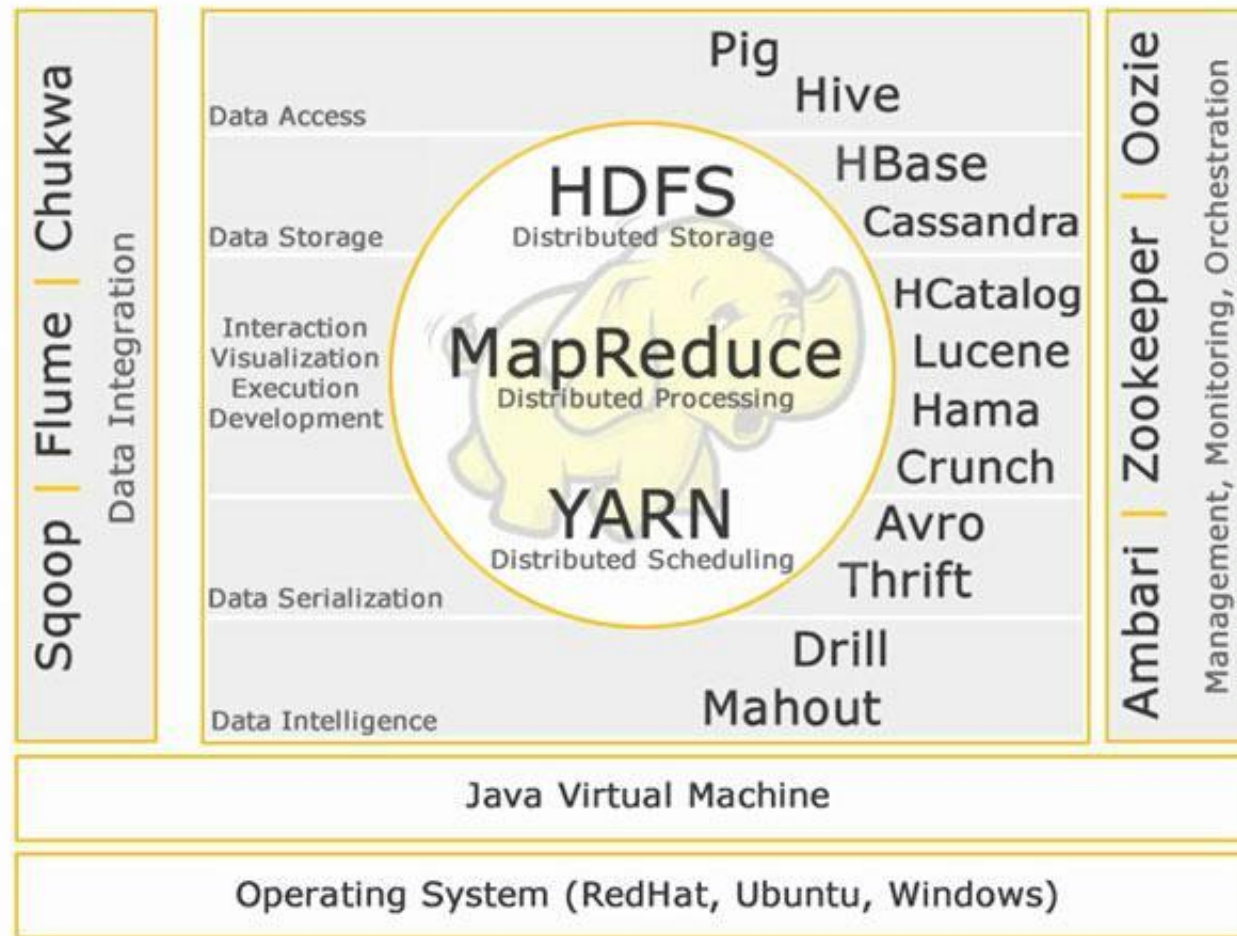 Sqoop | Flume | Chukwa
Data Integration
Pig
Hive
Data Access
HBase
Cassandra
Data Storage
HDFS
Distributed Storage
HCatalog
Lucene
Hama
Crunch
Interaction
Visualization
Execution
Development
MapReduce
Distributed Processing
YARN
Distributed Scheduling
Avro
Thrift
Data Serialization
Drill
Mahout
Data Intelligence
Ambari | Zookeeper | Oozie
Management, Monitoring, Orchestration
Java Virtual Machine
Operating System (RedHat, Ubuntu, Windows)